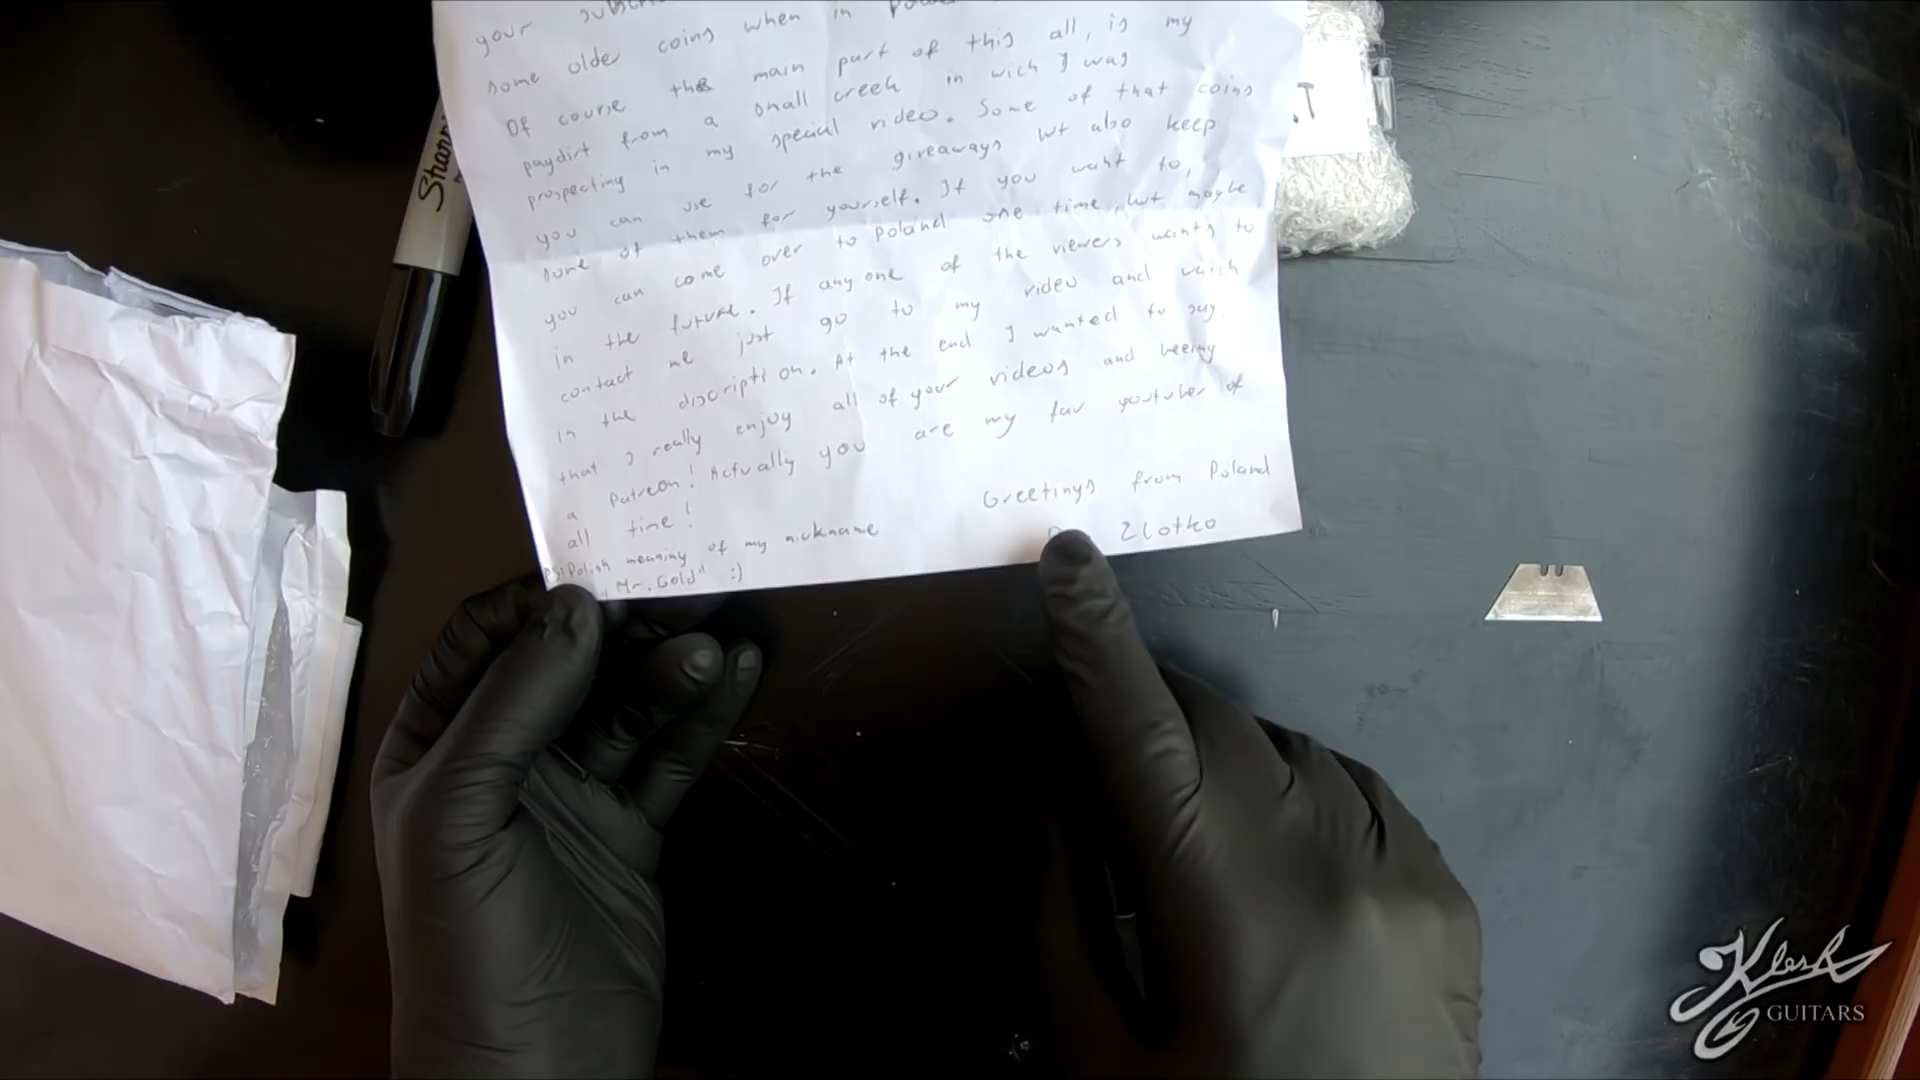 your
some older coins when in
Of course the main part of this all, is my
paydirt from a small creek in wich I was
prospecting in my special video. Some of that coins
you can use for the giveaways but also keep
some of them for yourself. If you want to,
you can come over to Poland one time, but maybe
in the future. If anyone of the viewers wants to
contact me just go to my video and watch
in the discription. At the end I wanted to say
that I really enjoy all of your videos and beeing
a Patreon! Actually you are my fav youtuber of
all time!
Greetings from Poland
Zlotko
Ps: Polish meaning of my nickname
"Mr. Gold" :)
Sharpie
.T
Klesh
GUITARS